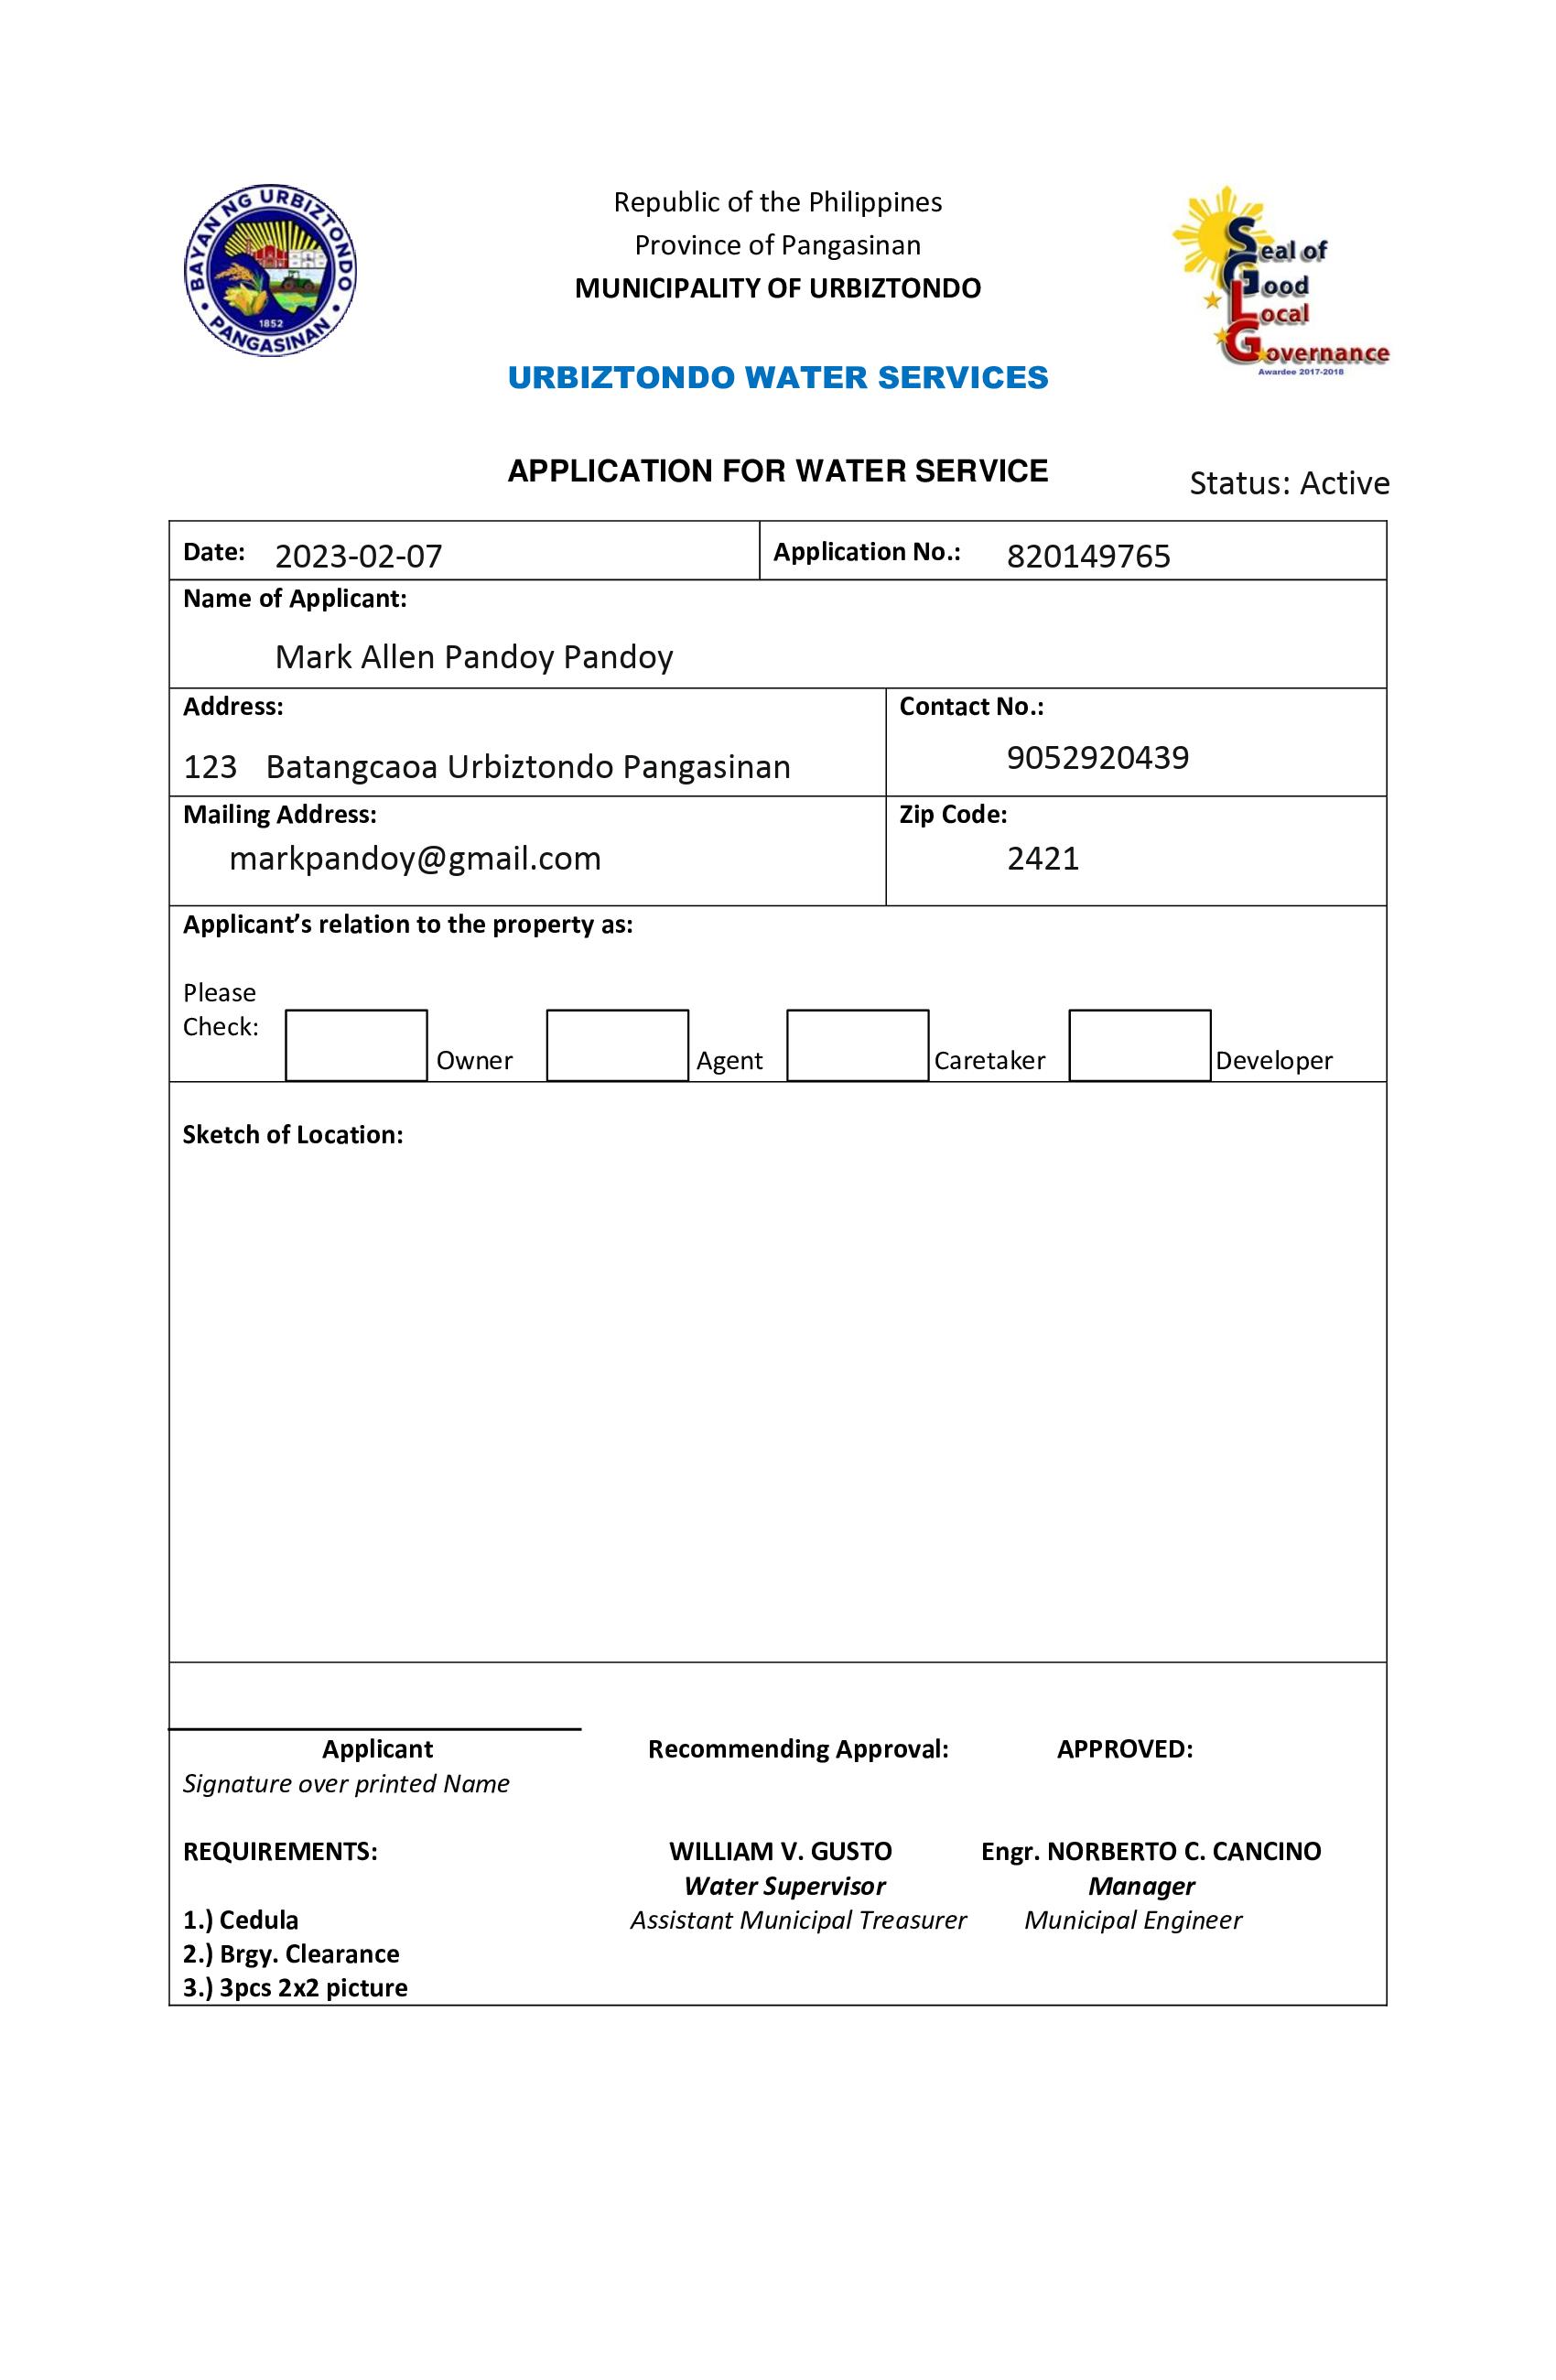 BAYAN NG URBIZTONDO
1852
PANGASINAN
Republic of the Philippines
Province of Pangasinan
MUNICIPALITY OF URBIZTONDO
Seal of
Good
Local
Governance
Awardee 2017-2018
URBIZTONDO WATER SERVICES
APPLICATION FOR WATER SERVICE
Status: Active
Date: 2023-02-07 Application No.: 820149765
Name of Applicant:
Mark Allen Pandoy Pandoy
Address: Contact No.:
123 Batangcaoa Urbiztondo Pangasinan 9052920439
Mailing Address: Zip Code:
markpandoy@gmail.com 2421
Applicant’s relation to the property as:
Please
Check:
Owner Agent Caretaker Developer
Sketch of Location:
Applicant Recommending Approval: APPROVED:
Signature over printed Name
REQUIREMENTS: WILLIAM V. GUSTO Engr. NORBERTO C. CANCINO
Water Supervisor Manager
1.) Cedula Assistant Municipal Treasurer Municipal Engineer
2.) Brgy. Clearance
3.) 3pcs 2x2 picture